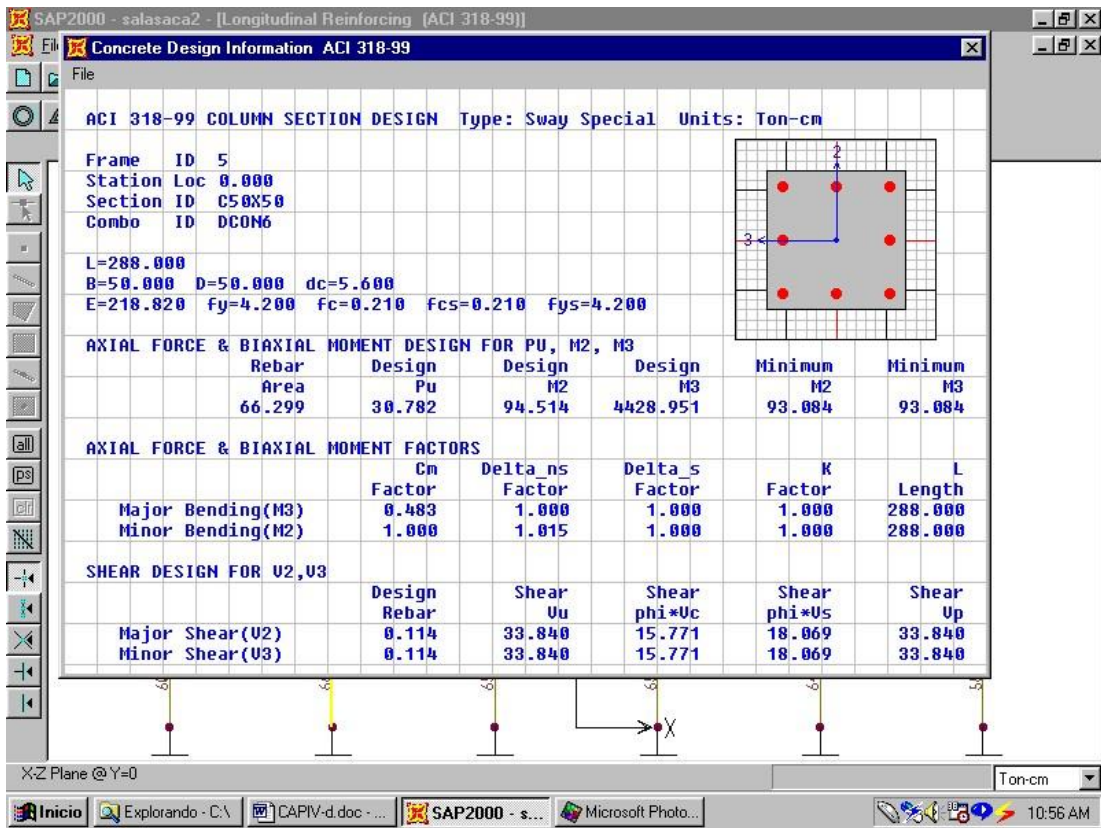 SAP2000 - salasaca2 - [Longitudinal Reinforcing (ACI 318-99)]
Concrete Design Information ACI 318-99
File
ACI 318-99 COLUMN SECTION DESIGN Type: Sway Special Units: Ton-cm
Frame ID 5
Station Loc 0.000
Section ID C50X50
Combo ID DCON6
2
3
L=288.000
B=50.000 D=50.000 dc=5.600
E=218.820 fy=4.200 fc=0.210 fcs=0.210 fys=4.200
AXIAL FORCE & BIAXIAL MOMENT DESIGN FOR PU, M2, M3
Rebar Design Design Design Minimum Minimum
Area Pu M2 M3 M2 M3
66.299 30.782 94.514 4428.951 93.084 93.084
AXIAL FORCE & BIAXIAL MOMENT FACTORS
Cm Delta_ns Delta_s K L
Factor Factor Factor Factor Length
Major Bending(M3) 0.483 1.000 1.000 1.000 288.000
Minor Bending(M2) 1.000 1.015 1.000 1.000 288.000
SHEAR DESIGN FOR V2,V3
Design Shear Shear Shear Shear
Rebar Vu phi*Vc phi*Vs Vp
Major Shear(V2) 0.114 33.840 15.771 18.069 33.840
Minor Shear(V3) 0.114 33.840 15.771 18.069 33.840
all
ps
clr
X
X-Z Plane @ Y=0
Ton-cm
Inicio
Explorando - C:\
CAPIV-d.doc - ...
SAP2000 - s...
Microsoft Photo...
10:56 AM